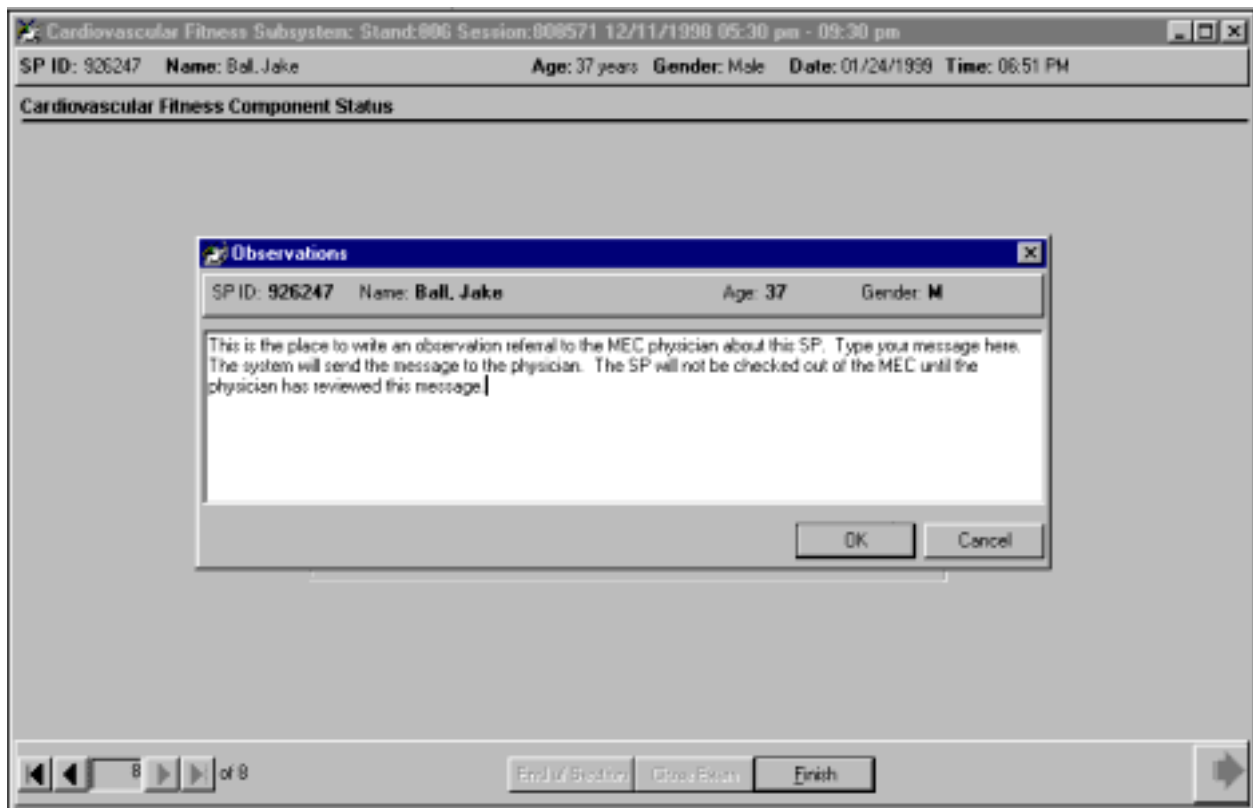 Cardiovascular Fitness Subsystem: Stand:806 Session:808571 12/11/1998 05:30 pm - 09:30 pm
SP ID: 926247 Name: Ball, Jake Age: 37 years Gender: Male Date: 01/24/1999 Time: 06:51 PM
Cardiovascular Fitness Component Status
Observations
SP ID: 926247 Name: Ball, Jake Age: 37 Gender: M
This is the place to write an observation referral to the MEC physician about this SP. Type your message here.
The system will send the message to the physician. The SP will not be checked out of the MEC until the
physician has reviewed this message.
OK Cancel
8 of 8 End of Section Close Exam Finish